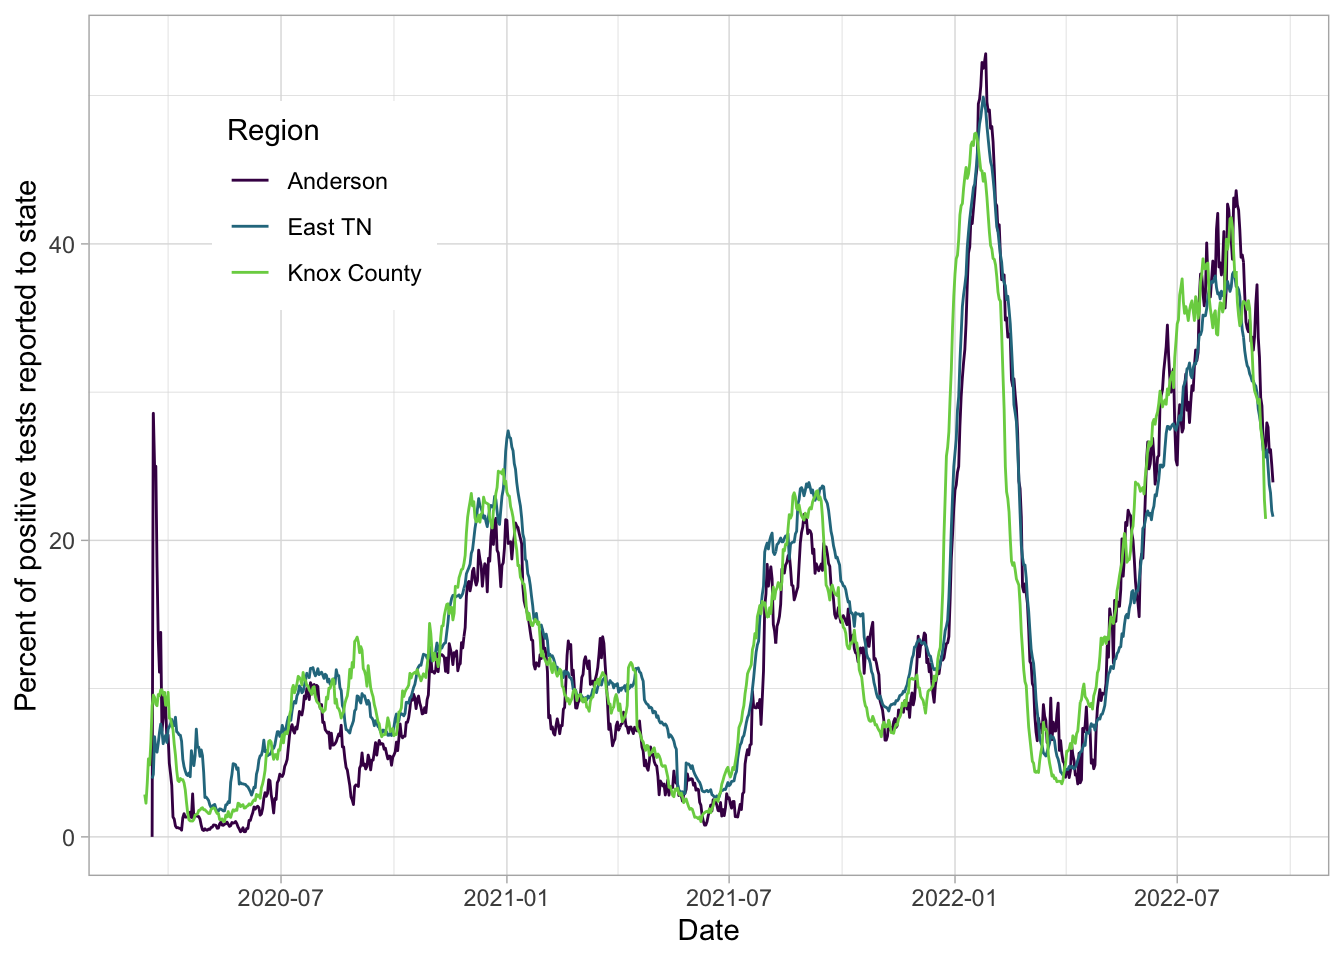 Percent of positive tests reported to state
40
20
0
Region
Anderson
East TN
Knox County
2020-07
2021-01
2021-07
2022-01
2022-07
Date